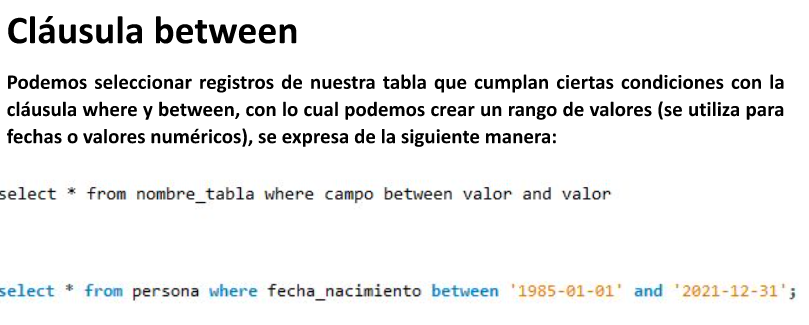 Cláusula between
Podemos seleccionar registros de nuestra tabla que cumplan ciertas condiciones con la
cláusula where y between, con lo cual podemos crear un rango de valores (se utiliza para
fechas o valores numéricos), se expresa de la siguiente manera:
select * from nombre_tabla where campo between valor and valor
select * from persona where fecha_nacimiento between '1985-01-01' and '2021-12-31';